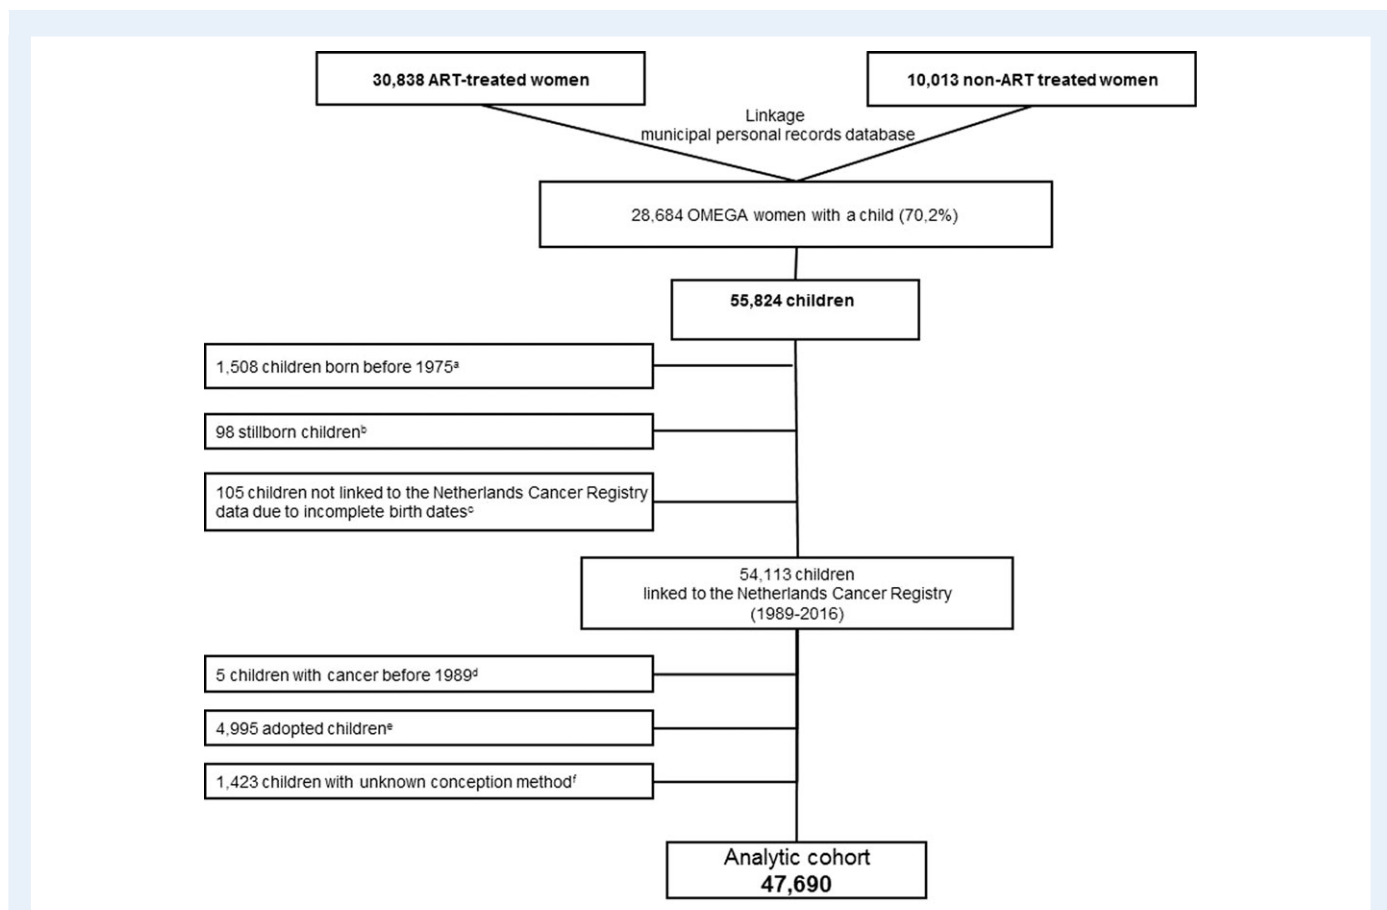 30,838 ART-treated women
10,013 non-ART treated women
Linkage
municipal personal records database
28,684 OMEGA women with a child (70,2%)
55,824 children
1,508 children born before 1975ᵃ
98 stillborn childrenᵇ
105 children not linked to the Netherlands Cancer Registry
data due to incomplete birth datesᶜ
54,113 children
linked to the Netherlands Cancer Registry
(1989-2016)
5 children with cancer before 1989ᵈ
4,995 adopted childrenᵉ
1,423 children with unknown conception methodᶠ
Analytic cohort
47,690